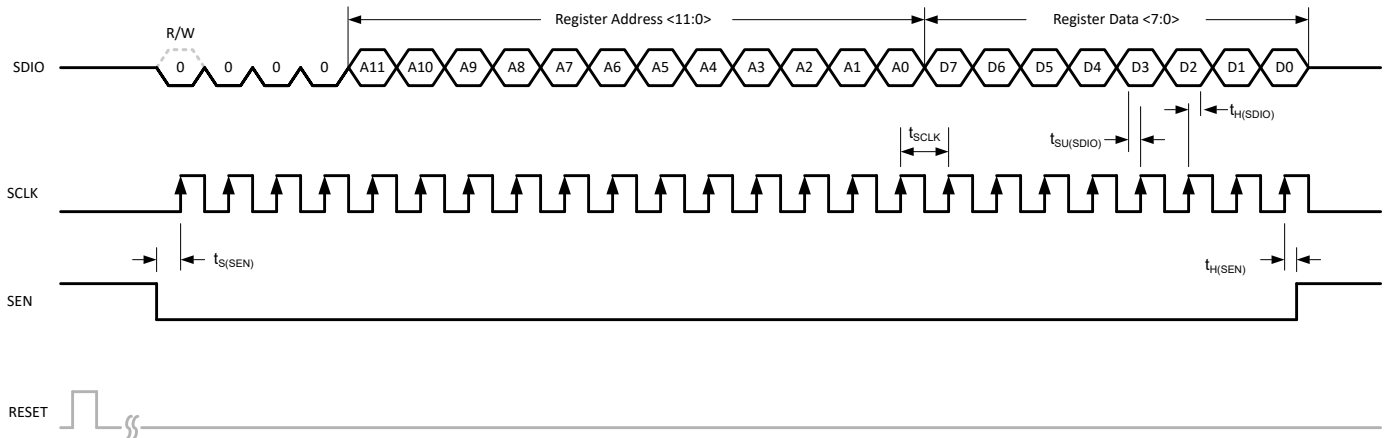 Register Address <11:0> Register Data <7:0>
R/W
SDIO 0 0 0 0 A11 A10 A9 A8 A7 A6 A5 A4 A3 A2 A1 A0 D7 D6 D5 D4 D3 D2 D1 D0
tH(SDIO)
tSCLK
tSU(SDIO)
SCLK
tS(SEN) tH(SEN)
SEN
RESET